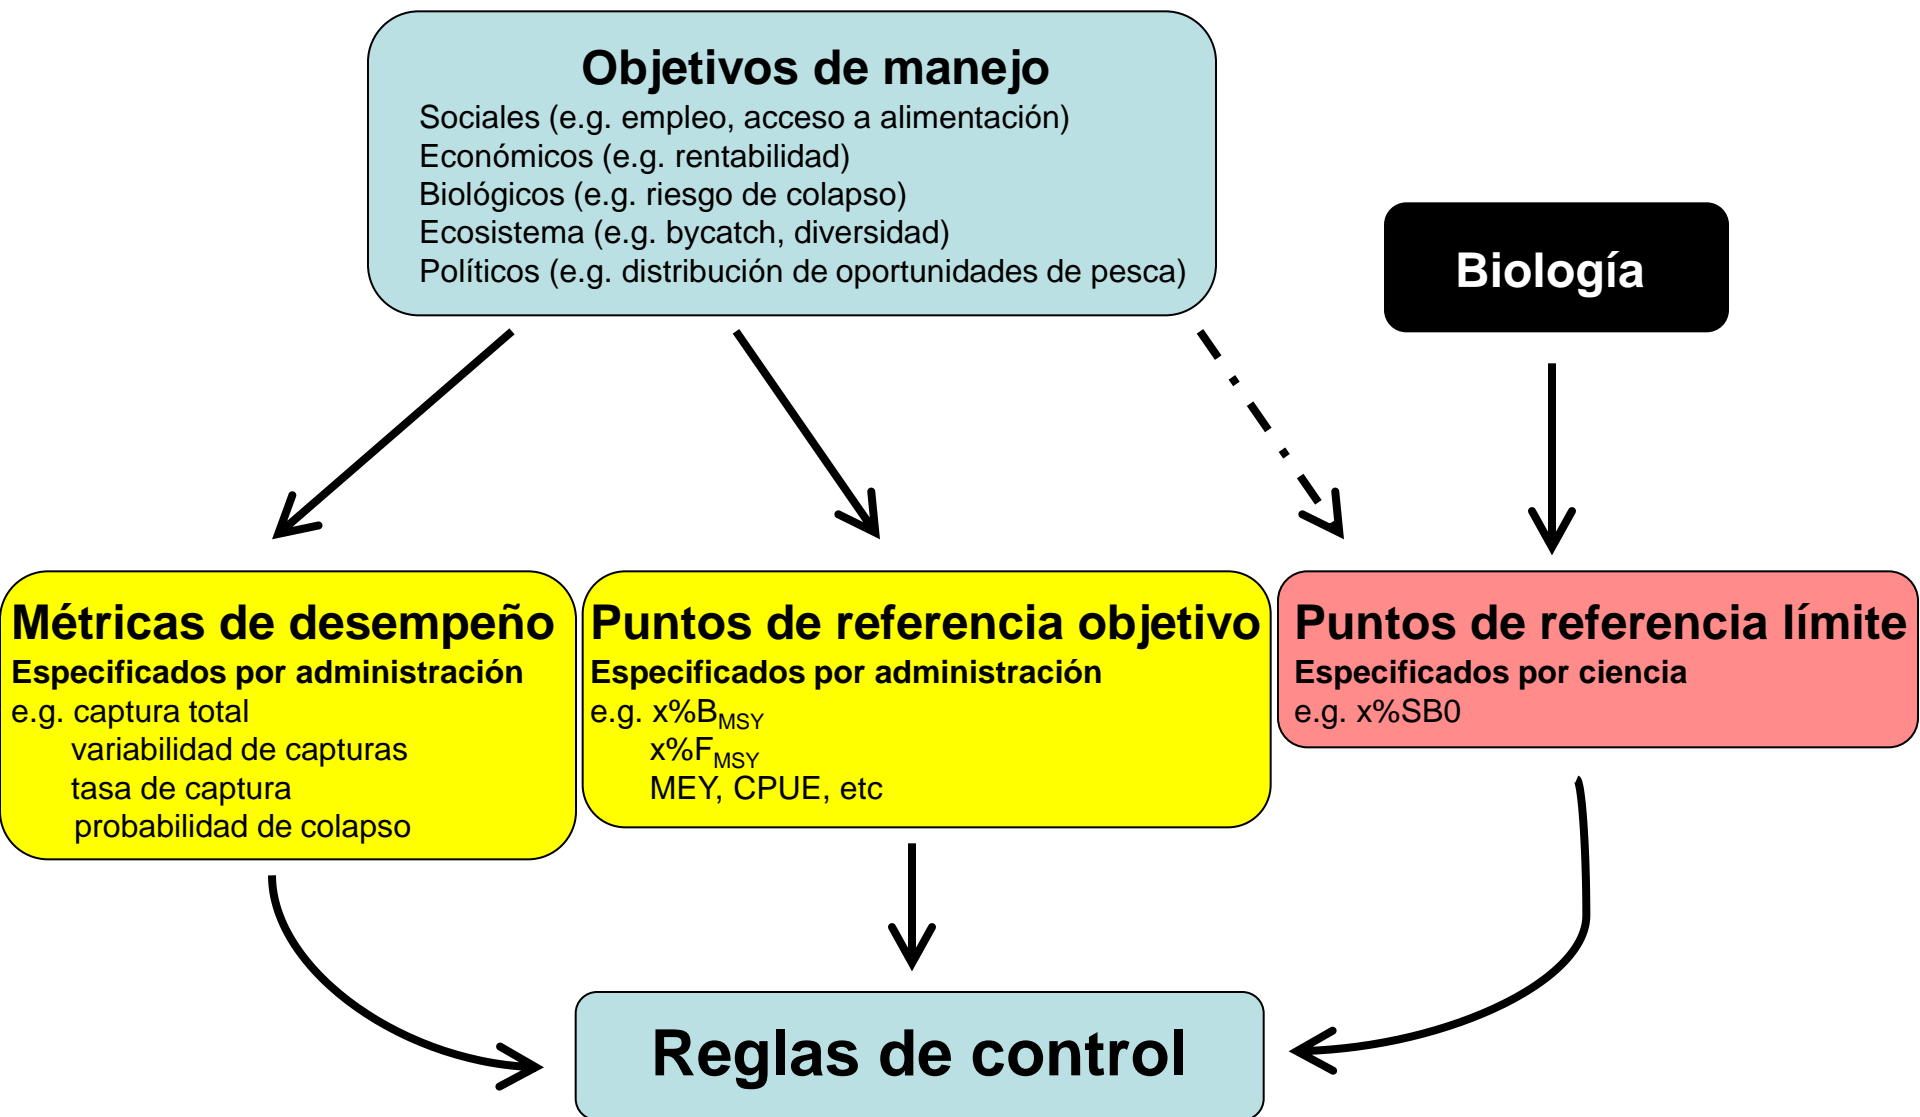 Objetivos de manejo
Sociales (e.g. empleo, acceso a alimentación)
Económicos (e.g. rentabilidad)
Biológicos (e.g. riesgo de colapso)
Ecosistema (e.g. bycatch, diversidad)
Políticos (e.g. distribución de oportunidades de pesca)
Biología
Métricas de desempeño
Especificados por administración
e.g. captura total
variabilidad de capturas
tasa de captura
probabilidad de colapso
Puntos de referencia objetivo
Especificados por administración
e.g. x%B_MSY
x%F_MSY
MEY, CPUE, etc
Puntos de referencia límite
Especificados por ciencia
e.g. x%SB0
Reglas de control